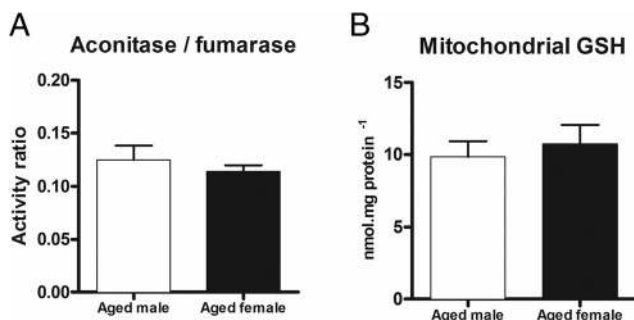 A
Aconitase / fumarase
Activity ratio
0.20
0.15
0.10
0.05
0.00
Aged male Aged female
B
Mitochondrial GSH
nmol.mg protein -1
15
10
5
0
Aged male Aged female